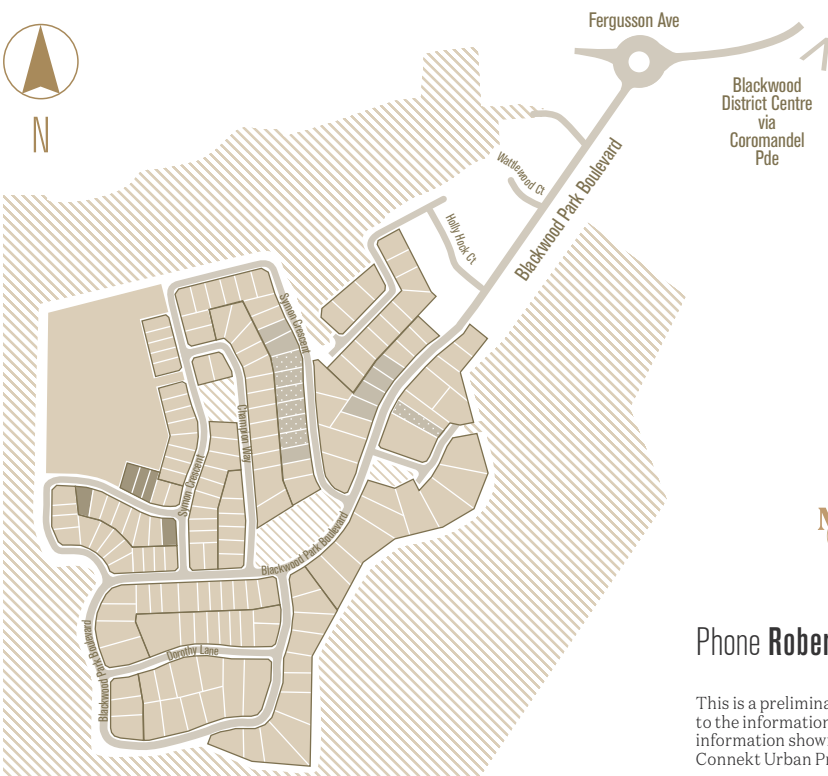 Fergusson Ave
N
Blackwood
District Centre
via
Coromandel
Pde
Wattlewood Ct
Blackwood Park Boulevard
Holly Hock Ct
Symon Crescent
Champion Way
Symon Crescent
Blackwood Park Boulevard
Blackwood Park Boulevard
Dorothy Lane
Phone Rober
This is a prelimina
to the information
information show
Connekt Urban Pr